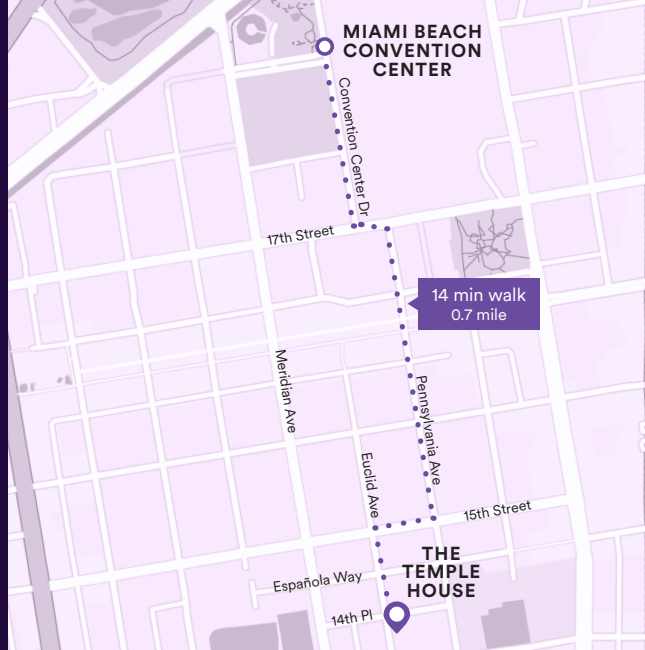 MIAMI BEACH
CONVENTION
CENTER
Convention Center Dr
17th Street
14 min walk
0.7 mile
Meridian Ave
Pennsylvania Ave
Euclid Ave
15th Street
THE
TEMPLE
HOUSE
Española Way
14th Pl